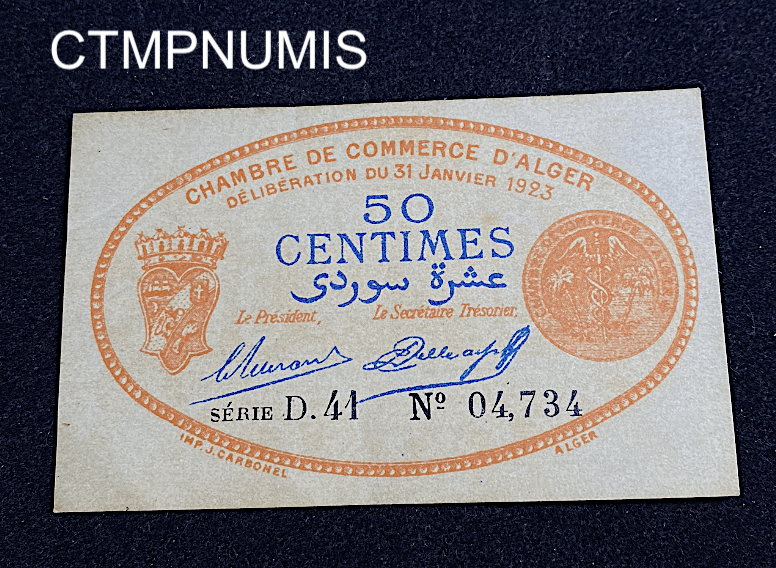 CTMPNUMIS
CHAMBRE DE COMMERCE D'ALGER
DÉLIBÉRATION DU 31 JANVIER 1923
50
CENTIMES
عشرة سوردى
Le Président,
Le Secrétaire Trésorier,
SÉRIE D.41 Nº 04,734
IMP. J. CARBONEL
ALGER